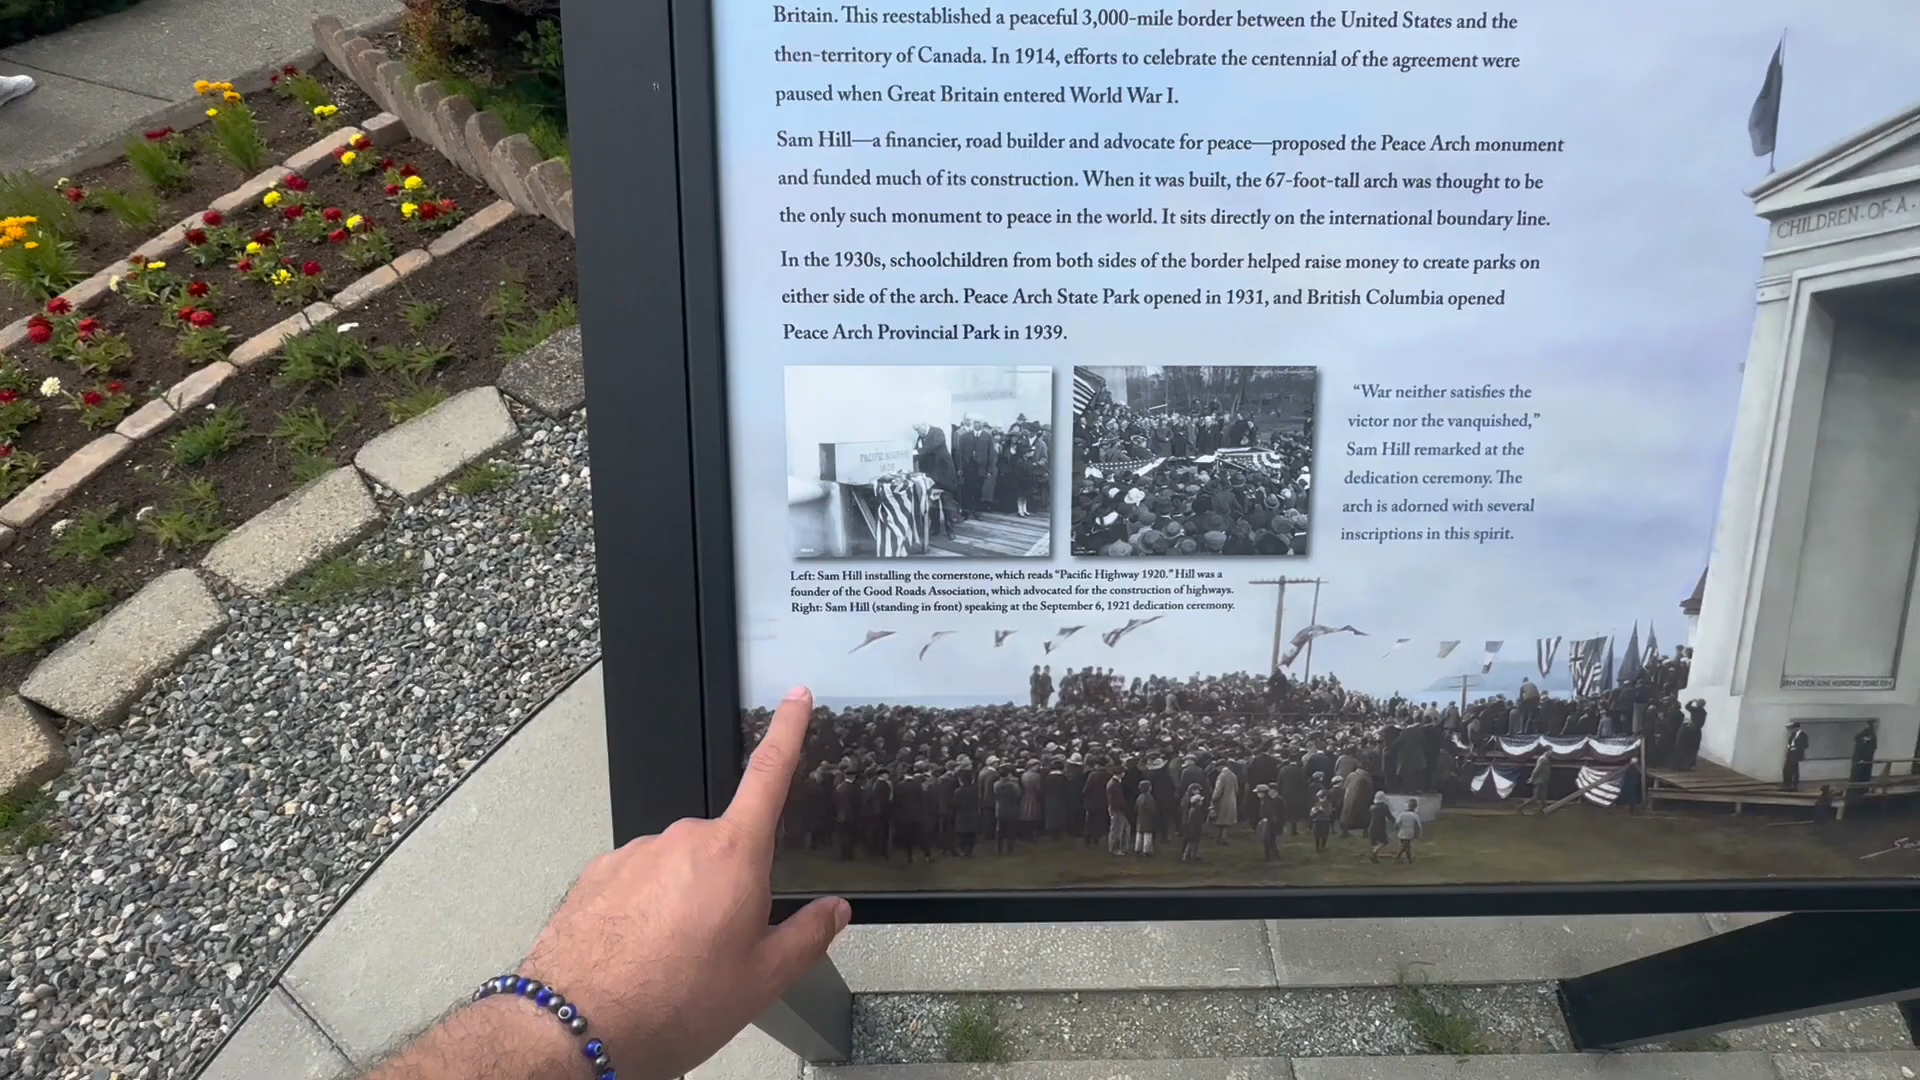 Britain. This reestablished a peaceful 3,000-mile border between the United States and the
then-territory of Canada. In 1914, efforts to celebrate the centennial of the agreement were
paused when Great Britain entered World War I.
Sam Hill—a financier, road builder and advocate for peace—proposed the Peace Arch monument
and funded much of its construction. When it was built, the 67-foot-tall arch was thought to be
the only such monument to peace in the world. It sits directly on the international boundary line.
In the 1930s, schoolchildren from both sides of the border helped raise money to create parks on
either side of the arch. Peace Arch State Park opened in 1931, and British Columbia opened
Peace Arch Provincial Park in 1939.
PACIFIC HIGHWAY
1920
“War neither satisfies the
victor nor the vanquished,”
Sam Hill remarked at the
dedication ceremony. The
arch is adorned with several
inscriptions in this spirit.
Left: Sam Hill installing the cornerstone, which reads “Pacific Highway 1920.” Hill was a
founder of the Good Roads Association, which advocated for the construction of highways.
Right: Sam Hill (standing in front) speaking at the September 6, 1921 dedication ceremony.
CHILDREN·OF·A·
1814 OPEN ONE HUNDRED YEARS 1914